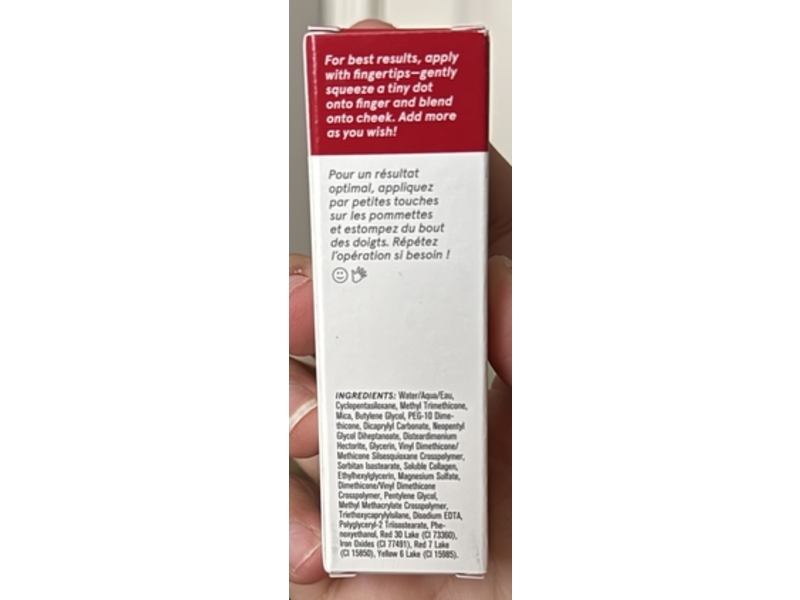 For best results, apply
with fingertips—gently
squeeze a tiny dot
onto finger and blend
onto cheek. Add more
as you wish!
Pour un résultat
optimal, appliquez
par petites touches
sur les pommettes
et estompez du bout
des doigts. Répétez
l'opération si besoin !
INGREDIENTS: Water/Aqua/Eau,
Cyclopentasiloxane, Methyl Trimethicone,
Mica, Butylene Glycol, PEG-10 Dime-
thicone, Dicaprylyl Carbonate, Neopentyl
Glycol Diheptanoate, Disteardimonium
Hectorite, Glycerin, Vinyl Dimethicone/
Methicone Silsesquioxane Crosspolymer,
Sorbitan Isostearate, Soluble Collagen,
Ethylhexylglycerin, Magnesium Sulfate,
Dimethicone/Vinyl Dimethicone
Crosspolymer, Pentylene Glycol,
Methyl Methacrylate Crosspolymer,
Triethoxycaprylylsilane, Disodium EDTA,
Polyglyceryl-2 Triisostearate, Phe-
noxyethanol, Red 30 Lake (CI 73360),
Iron Oxides (CI 77491), Red 7 Lake
(CI 15850), Yellow 6 Lake (CI 15985).